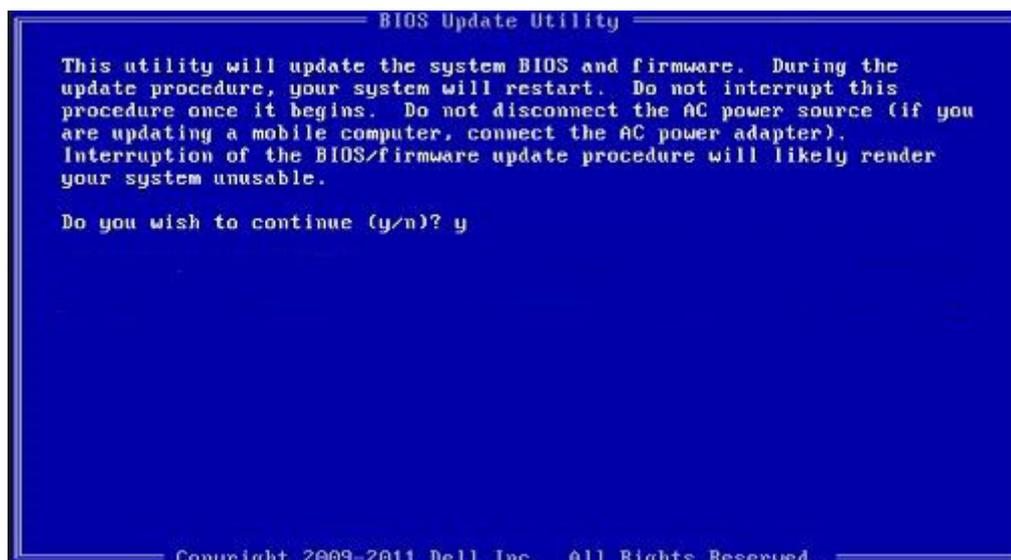 BIOS Update Utility
This utility will update the system BIOS and firmware.  During the
update procedure, your system will restart.  Do not interrupt this
procedure once it begins.  Do not disconnect the AC power source (if you
are updating a mobile computer, connect the AC power adapter).
Interruption of the BIOS/firmware update procedure will likely render
your system unusable.
Do you wish to continue (y/n)? y
Copyright 2009-2011 Dell Inc.  All Rights Reserved